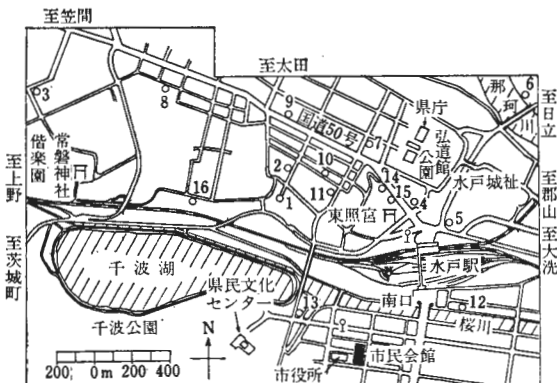 至笠間
至太田
那珂川
6
至日立
3
8
9
国道50号
51
県庁
弘道館
公園
水戸城址
至郡山
偕楽園
常磐神社
至上野
2
10
14
15
4
16
1
11
東照宮
5
至大洗
至茨城町
千波湖
水戸駅
県民文化
センター
13
南口
12
桜川
千波公園
N
市民会館
市役所
200 0m 200 400